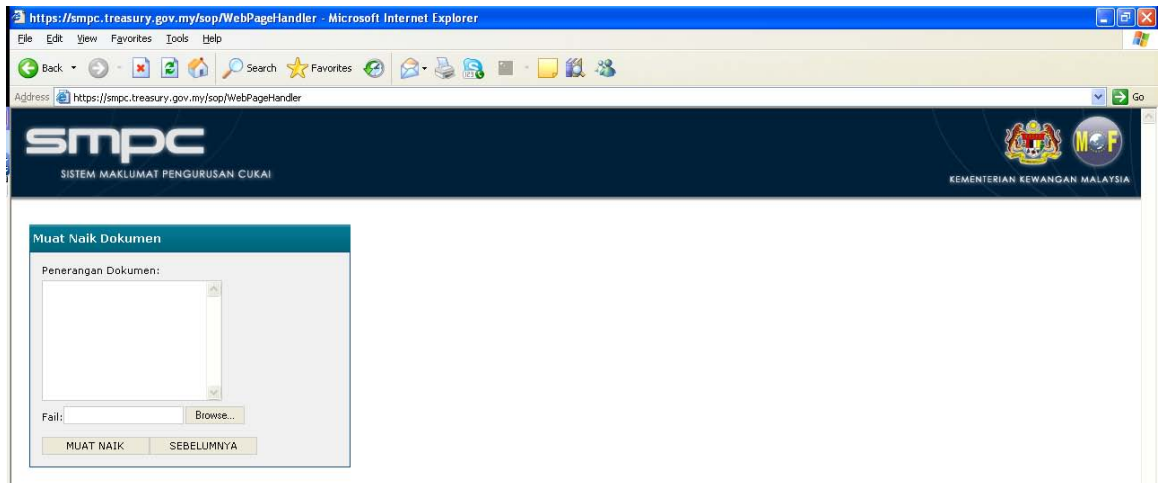 https://smpc.treasury.gov.my/sop/WebPageHandler - Microsoft Internet Explorer
File Edit View Favorites Tools Help
Back Search Favorites
Address https://smpc.treasury.gov.my/sop/WebPageHandler Go
smpc
SISTEM MAKLUMAT PENGURUSAN CUKAI
MOF
KEMENTERIAN KEWANGAN MALAYSIA
Muat Naik Dokumen
Penerangan Dokumen:
Fail: Browse...
MUAT NAIK SEBELUMNYA